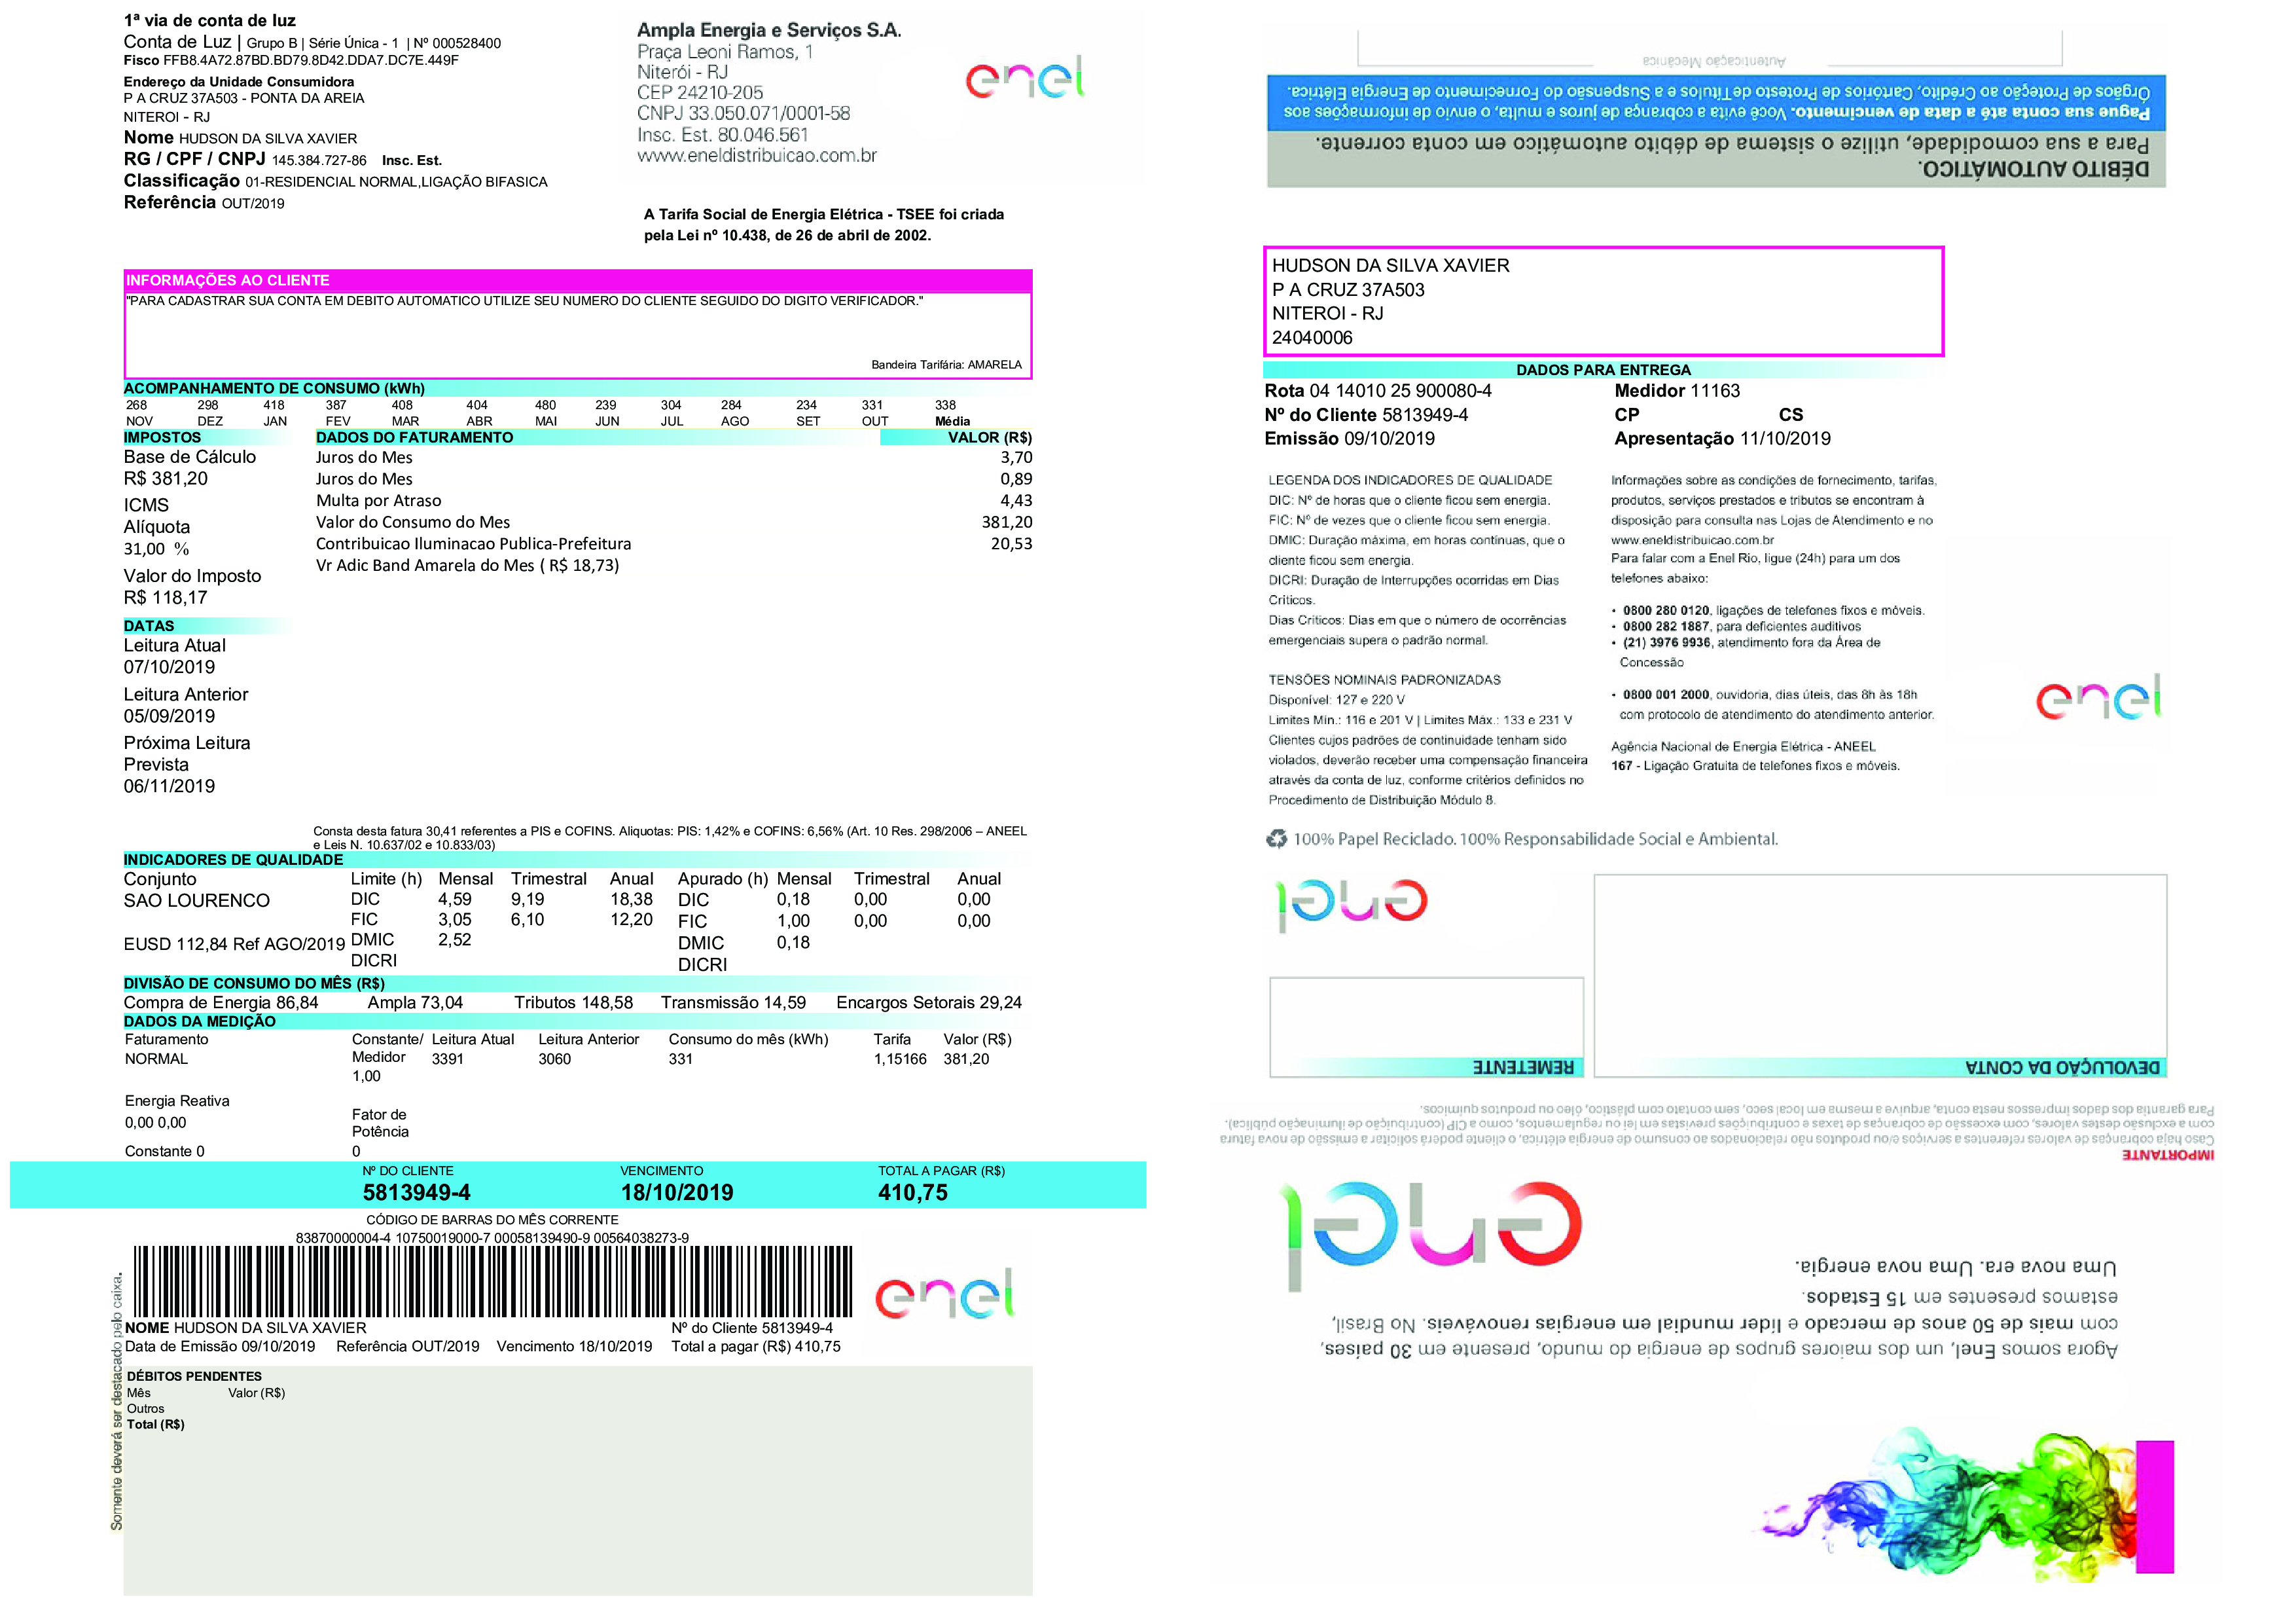 1ª via de conta de luz
Conta de Luz | Grupo B | Série Única - 1 | Nº 000528400
Fisco FFB8.4A72.87BD.BD79.8D42.DDA7.DC7E.449F
Endereço da Unidade Consumidora
P A CRUZ 37A503 - PONTA DA AREIA
NITEROI - RJ
Nome HUDSON DA SILVA XAVIER
RG / CPF / CNPJ 145.384.727-86 Insc. Est.
Classificação 01-RESIDENCIAL NORMAL,LIGAÇÃO BIFASICA
Referência OUT/2019
Ampla Energia e Serviços S.A.
Praça Leoni Ramos, 1
Niterói - RJ
CEP 24210-205
CNPJ 33.050.071/0001-58
Insc. Est. 80.046.561
www.eneldistribuicao.com.br
enel
A Tarifa Social de Energia Elétrica - TSEE foi criada
pela Lei nº 10.438, de 26 de abril de 2002.
INFORMAÇÕES AO CLIENTE
"PARA CADASTRAR SUA CONTA EM DEBITO AUTOMATICO UTILIZE SEU NUMERO DO CLIENTE SEGUIDO DO DIGITO VERIFICADOR."
Bandeira Tarifária: AMARELA
ACOMPANHAMENTO DE CONSUMO (kWh)
268 298 418 387 408 404 480 239 304 284 234 331 338
NOV DEZ JAN FEV MAR ABR MAI JUN JUL AGO SET OUT Média
IMPOSTOS
Base de Cálculo
R$ 381,20
ICMS
Alíquota
31,00 %
Valor do Imposto
R$ 118,17
DATAS
Leitura Atual
07/10/2019
Leitura Anterior
05/09/2019
Próxima Leitura
Prevista
06/11/2019
DADOS DO FATURAMENTO VALOR (R$)
Juros do Mes 3,70
Juros do Mes 0,89
Multa por Atraso 4,43
Valor do Consumo do Mes 381,20
Contribuicao Iluminacao Publica-Prefeitura 20,53
Vr Adic Band Amarela do Mes ( R$ 18,73)
Consta desta fatura 30,41 referentes a PIS e COFINS. Aliquotas: PIS: 1,42% e COFINS: 6,56% (Art. 10 Res. 298/2006 – ANEEL
e Leis N. 10.637/02 e 10.833/03)
INDICADORES DE QUALIDADE
Conjunto Limite (h) Mensal Trimestral Anual Apurado (h) Mensal Trimestral Anual
SAO LOURENCO DIC 4,59 9,19 18,38 DIC 0,18 0,00 0,00
FIC 3,05 6,10 12,20 FIC 1,00 0,00 0,00
EUSD 112,84 Ref AGO/2019 DMIC 2,52 DMIC 0,18
DICRI DICRI
DIVISÃO DE CONSUMO DO MÊS (R$)
Compra de Energia 86,84 Ampla 73,04 Tributos 148,58 Transmissão 14,59 Encargos Setorais 29,24
DADOS DA MEDIÇÃO
Faturamento Constante/ Leitura Atual Leitura Anterior Consumo do mês (kWh) Tarifa Valor (R$)
NORMAL Medidor 3391 3060 331 1,15166 381,20
1,00
Energia Reativa
0,00 0,00 Fator de
Potência
Constante 0 0
Nº DO CLIENTE VENCIMENTO TOTAL A PAGAR (R$)
5813949-4 18/10/2019 410,75
CÓDIGO DE BARRAS DO MÊS CORRENTE
83870000004-4 10750019000-7 00058139490-9 00564038273-9
enel
NOME HUDSON DA SILVA XAVIER Nº do Cliente 5813949-4
Data de Emissão 09/10/2019 Referência OUT/2019 Vencimento 18/10/2019 Total a pagar (R$) 410,75
Somente deverá ser destacado pelo caixa.
DÉBITOS PENDENTES
Mês Valor (R$)
Outros
Total (R$)
Autenticação Mecânica
Pague sua conta até a data de vencimento. Você evita a cobrança de juros e multa, o envio de informações aos
Órgãos de Proteção ao Crédito, Cartórios de Protesto de Títulos e a Suspensão do Fornecimento de Energia Elétrica.
DÉBITO AUTOMÁTICO.
Para a sua comodidade, utilize o sistema de débito automático em conta corrente.
HUDSON DA SILVA XAVIER
P A CRUZ 37A503
NITEROI - RJ
24040006
DADOS PARA ENTREGA
Rota 04 14010 25 900080-4 Medidor 11163
Nº do Cliente 5813949-4 CP CS
Emissão 09/10/2019 Apresentação 11/10/2019
LEGENDA DOS INDICADORES DE QUALIDADE
DIC: Nº de horas que o cliente ficou sem energia.
FIC: Nº de vezes que o cliente ficou sem energia.
DMIC: Duração máxima, em horas contínuas, que o
cliente ficou sem energia.
DICRI: Duração de Interrupções ocorridas em Dias
Críticos.
Dias Críticos: Dias em que o número de ocorrências
emergenciais supera o padrão normal.
TENSÕES NOMINAIS PADRONIZADAS
Disponível: 127 e 220 V
Limites Mín.: 116 e 201 V | Limites Máx.: 133 e 231 V
Clientes cujos padrões de continuidade tenham sido
violados, deverão receber uma compensação financeira
através da conta de luz, conforme critérios definidos no
Procedimento de Distribuição Módulo 8.
Informações sobre as condições de fornecimento, tarifas,
produtos, serviços prestados e tributos se encontram à
disposição para consulta nas Lojas de Atendimento e no
www.eneldistribuicao.com.br
Para falar com a Enel Rio, ligue (24h) para um dos
telefones abaixo:
• 0800 280 0120, ligações de telefones fixos e móveis.
• 0800 282 1887, para deficientes auditivos
• (21) 3976 9936, atendimento fora da Área de
Concessão
• 0800 001 2000, ouvidoria, dias úteis, das 8h às 18h
com protocolo de atendimento do atendimento anterior.
Agência Nacional de Energia Elétrica - ANEEL
167 - Ligação Gratuita de telefones fixos e móveis.
enel
100% Papel Reciclado. 100% Responsabilidade Social e Ambiental.
enel
REMETENTE
DEVOLUÇÃO DA CONTA
IMPORTANTE
Caso haja cobranças de valores referentes a serviços e/ou produtos não relacionados ao consumo de energia elétrica, o cliente poderá solicitar a emissão de nova fatura
com a exclusão destes valores, com excessão de cobranças de taxas e contribuições previstas em lei ou regulamentos, como a CIP (contribuição de iluminação pública).
Para garantia dos dados impressos nesta conta, arquive a mesma em local seco, sem contato com plástico, óleo ou produtos químicos.
enel
Agora somos Enel, um dos maiores grupos de energia do mundo, presente em 30 países,
com mais de 50 anos de mercado e líder mundial em energias renováveis. No Brasil,
estamos presentes em 15 Estados.
Uma nova era. Uma nova energia.